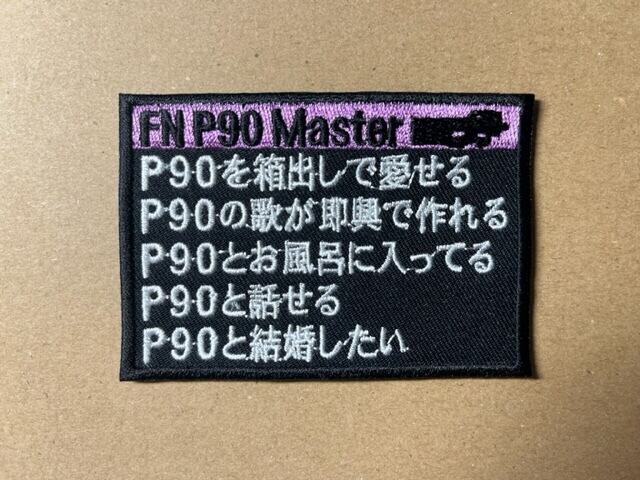 FN P90 Master
P90を箱出しで愛せる
P90の歌が即興で作れる
P90とお風呂に入ってる
P90と話せる
P90と結婚したい